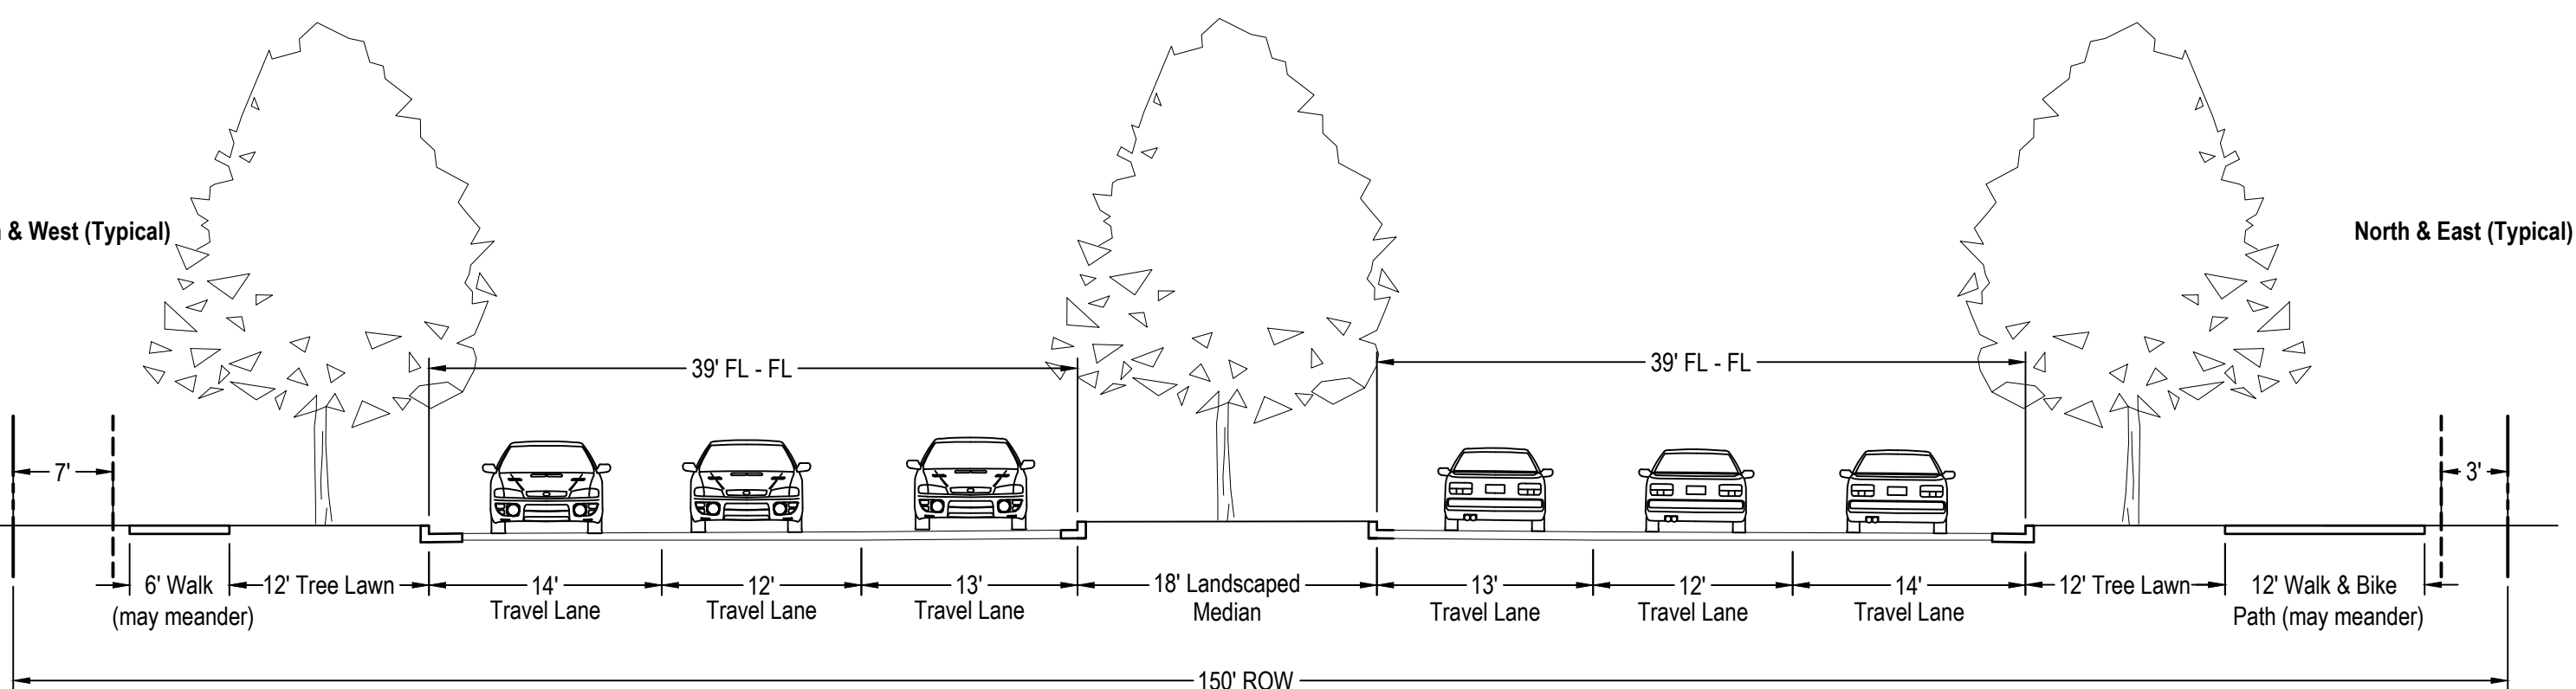 & West (Typical)
North & East (Typical)
39' FL - FL
39' FL - FL
7'
3'
6' Walk
(may meander)
12' Tree Lawn
14'
Travel Lane
12'
Travel Lane
13'
Travel Lane
18' Landscaped
Median
13'
Travel Lane
12'
Travel Lane
14'
Travel Lane
12' Tree Lawn
12' Walk & Bike
Path (may meander)
150' ROW